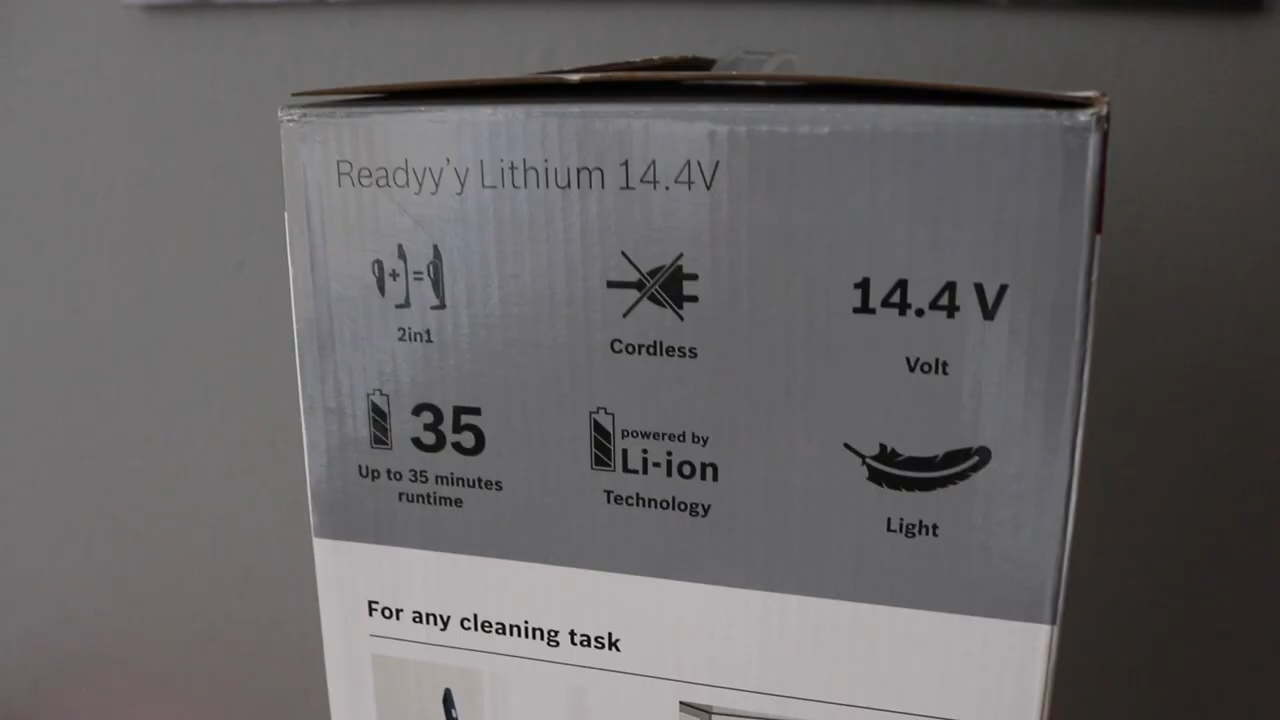 Readyy'y Lithium 14.4V
2in1
Cordless
14.4 V
Volt
35
Up to 35 minutes
runtime
powered by
Li-ion
Technology
Light
For any cleaning task